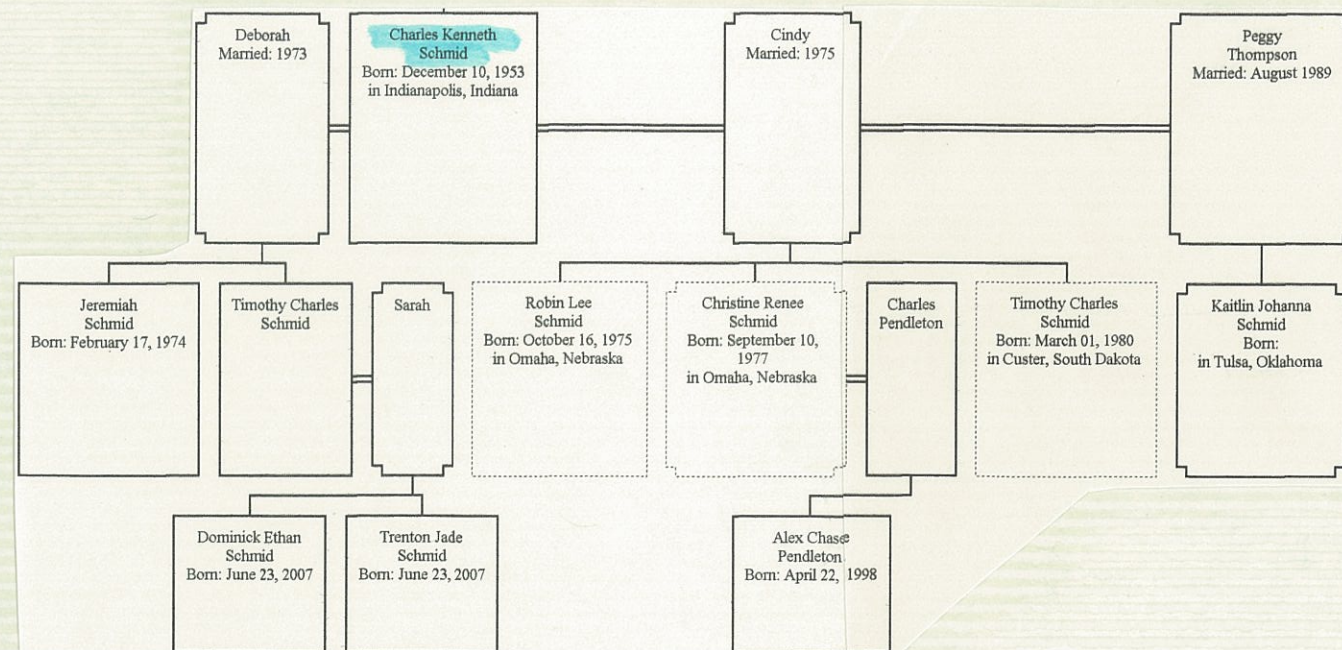 Deborah
Married: 1973
Charles Kenneth
Schmid
Born: December 10, 1953
in Indianapolis, Indiana
Cindy
Married: 1975
Peggy
Thompson
Married: August 1989
Jeremiah
Schmid
Born: February 17, 1974
Timothy Charles
Schmid
Sarah
Robin Lee
Schmid
Born: October 16, 1975
in Omaha, Nebraska
Christine Renee
Schmid
Born: September 10,
1977
in Omaha, Nebraska
Charles
Pendleton
Timothy Charles
Schmid
Born: March 01, 1980
in Custer, South Dakota
Kaitlin Johanna
Schmid
Born:
in Tulsa, Oklahoma
Dominick Ethan
Schmid
Born: June 23, 2007
Trenton Jade
Schmid
Born: June 23, 2007
Alex Chase
Pendleton
Born: April 22, 1998